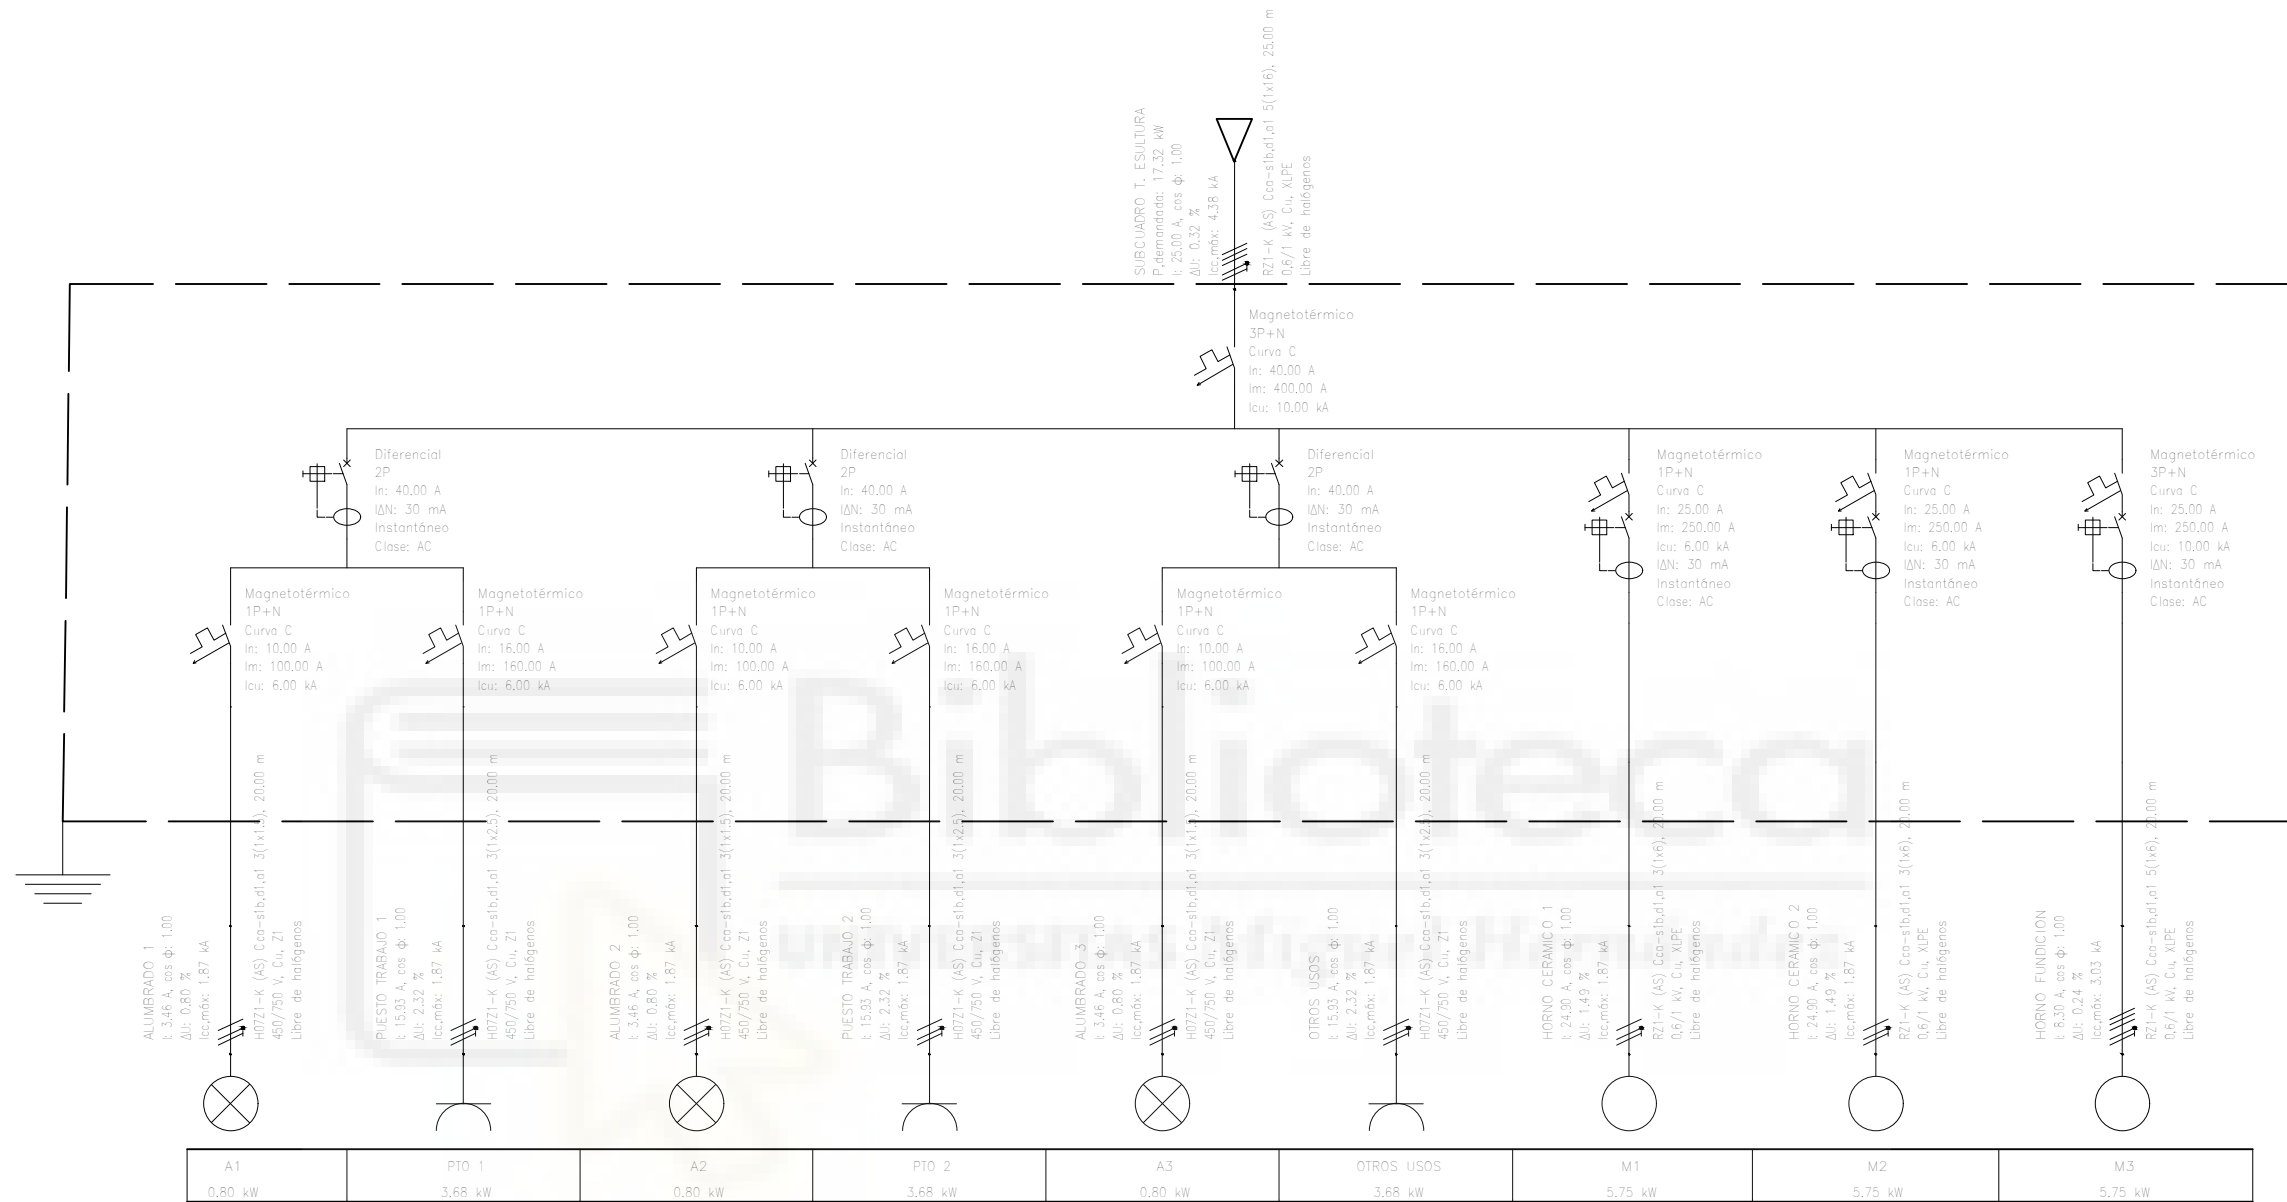 SUBCUADRO T. ESULTURA
P,demandada: 17.32 kW
I: 25.00 A, cos φ: 1.00
ΔU: 0.32 %
Icc,máx: 4.38 kA
RZ1-K (AS) Cca-s1b,d1,a1 5(1x16), 25.00 m
0,6/1 kV, Cu, XLPE
Libre de halógenos
Magnetotérmico
3P+N
Curva C
In: 40.00 A
Im: 400.00 A
Icu: 10.00 kA
Diferencial
2P
In: 40.00 A
IΔN: 30 mA
Instantáneo
Clase: AC
Diferencial
2P
In: 40.00 A
IΔN: 30 mA
Instantáneo
Clase: AC
Diferencial
2P
In: 40.00 A
IΔN: 30 mA
Instantáneo
Clase: AC
Magnetotérmico
1P+N
Curva C
In: 25.00 A
Im: 250.00 A
Icu: 6.00 kA
IΔN: 30 mA
Instantáneo
Clase: AC
Magnetotérmico
1P+N
Curva C
In: 25.00 A
Im: 250.00 A
Icu: 6.00 kA
IΔN: 30 mA
Instantáneo
Clase: AC
Magnetotérmico
3P+N
Curva C
In: 25.00 A
Im: 250.00 A
Icu: 10.00 kA
IΔN: 30 mA
Instantáneo
Clase: AC
Magnetotérmico
1P+N
Curva C
In: 10.00 A
Im: 100.00 A
Icu: 6.00 kA
Magnetotérmico
1P+N
Curva C
In: 16.00 A
Im: 160.00 A
Icu: 6.00 kA
Magnetotérmico
1P+N
Curva C
In: 10.00 A
Im: 100.00 A
Icu: 6.00 kA
Magnetotérmico
1P+N
Curva C
In: 16.00 A
Im: 160.00 A
Icu: 6.00 kA
Magnetotérmico
1P+N
Curva C
In: 10.00 A
Im: 100.00 A
Icu: 6.00 kA
Magnetotérmico
1P+N
Curva C
In: 16.00 A
Im: 160.00 A
Icu: 6.00 kA
Biblioteca
UNIVERSITAS Miguel Hernández
ALUMBRADO 1
I: 3.46 A, cos φ: 1.00
ΔU: 0.80 %
Icc,máx: 1.87 kA
H07Z1-K (AS) Cca-s1b,d1,a1 3(1x1.5), 20.00 m
450/750 V, Cu, Z1
Libre de halógenos
PUESTO TRABAJO 1
I: 15.93 A, cos φ: 1.00
ΔU: 2.32 %
Icc,máx: 1.87 kA
H07Z1-K (AS) Cca-s1b,d1,a1 3(1x2.5), 20.00 m
450/750 V, Cu, Z1
Libre de halógenos
ALUMBRADO 2
I: 3.46 A, cos φ: 1.00
ΔU: 0.80 %
Icc,máx: 1.87 kA
H07Z1-K (AS) Cca-s1b,d1,a1 3(1x1.5), 20.00 m
450/750 V, Cu, Z1
Libre de halógenos
PUESTO TRABAJO 2
I: 15.93 A, cos φ: 1.00
ΔU: 2.32 %
Icc,máx: 1.87 kA
H07Z1-K (AS) Cca-s1b,d1,a1 3(1x2.5), 20.00 m
450/750 V, Cu, Z1
Libre de halógenos
ALUMBRADO 3
I: 3.46 A, cos φ: 1.00
ΔU: 0.80 %
Icc,máx: 1.87 kA
H07Z1-K (AS) Cca-s1b,d1,a1 3(1x1.5), 20.00 m
450/750 V, Cu, Z1
Libre de halógenos
OTROS USOS
I: 15.93 A, cos φ: 1.00
ΔU: 2.32 %
Icc,máx: 1.87 kA
H07Z1-K (AS) Cca-s1b,d1,a1 3(1x2.5), 20.00 m
450/750 V, Cu, Z1
Libre de halógenos
HORNO CERAMICO 1
I: 24.90 A, cos φ: 1.00
ΔU: 1.49 %
Icc,máx: 1.87 kA
RZ1-K (AS) Cca-s1b,d1,a1 3(1x6), 20.00 m
0,6/1 kV, Cu, XLPE
Libre de halógenos
HORNO CERAMICO 2
I: 24.90 A, cos φ: 1.00
ΔU: 1.49 %
Icc,máx: 1.87 kA
RZ1-K (AS) Cca-s1b,d1,a1 3(1x6), 20.00 m
0,6/1 kV, Cu, XLPE
Libre de halógenos
HORNO FUNDICION
I: 8.30 A, cos φ: 1.00
ΔU: 0.24 %
Icc,máx: 3.03 kA
RZ1-K (AS) Cca-s1b,d1,a1 5(1x6), 20.00 m
0,6/1 kV, Cu, XLPE
Libre de halógenos
A1 PTO 1 A2 PTO 2 A3 OTROS USOS M1 M2 M3
0.80 kW 3.68 kW 0.80 kW 3.68 kW 0.80 kW 3.68 kW 5.75 kW 5.75 kW 5.75 kW